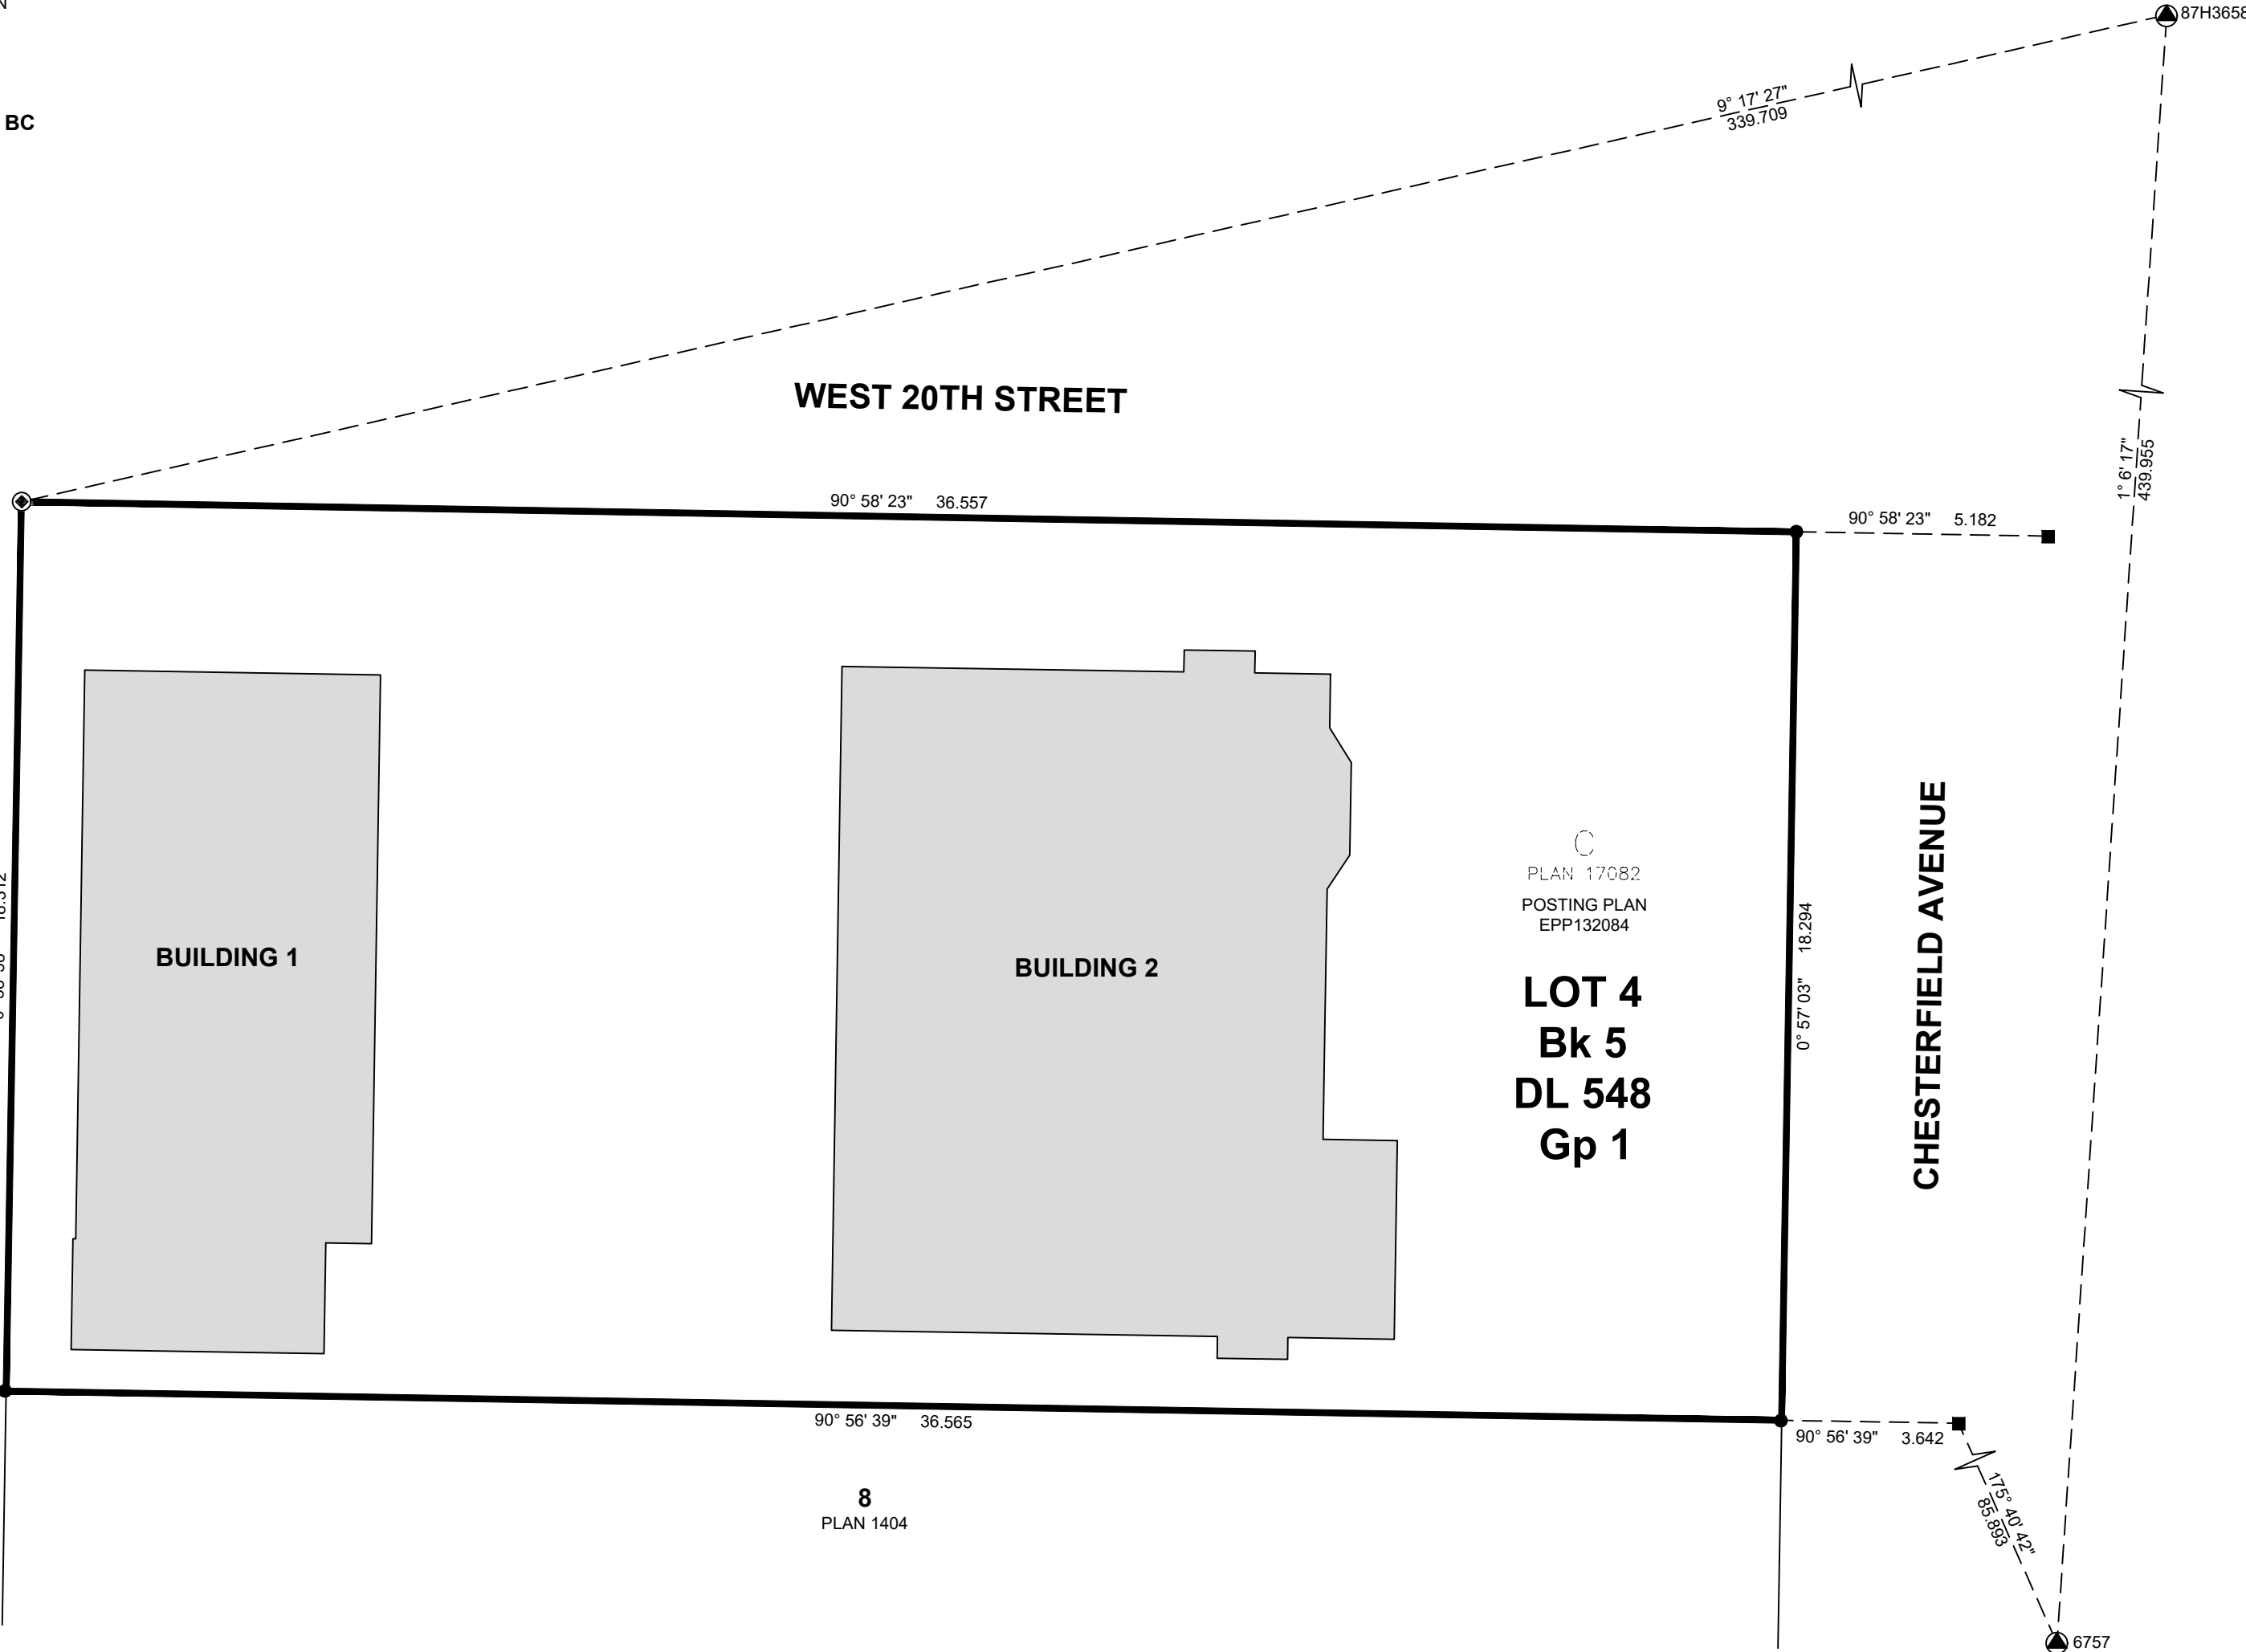 87H3658
BC
9° 17' 27"
339.709
WEST 20TH STREET
1° 6' 17"
439.955
90° 58' 23" 36.557
90° 58' 23" 5.182
C
PLAN 17082
POSTING PLAN
EPP132084
BUILDING 1
BUILDING 2
LOT 4
Bk 5
DL 548
Gp 1
0° 57' 03" 18.294
CHESTERFIELD AVENUE
90° 56' 39" 36.565
90° 56' 39" 3.642
8
PLAN 1404
175° 40' 42"
85.893
6757